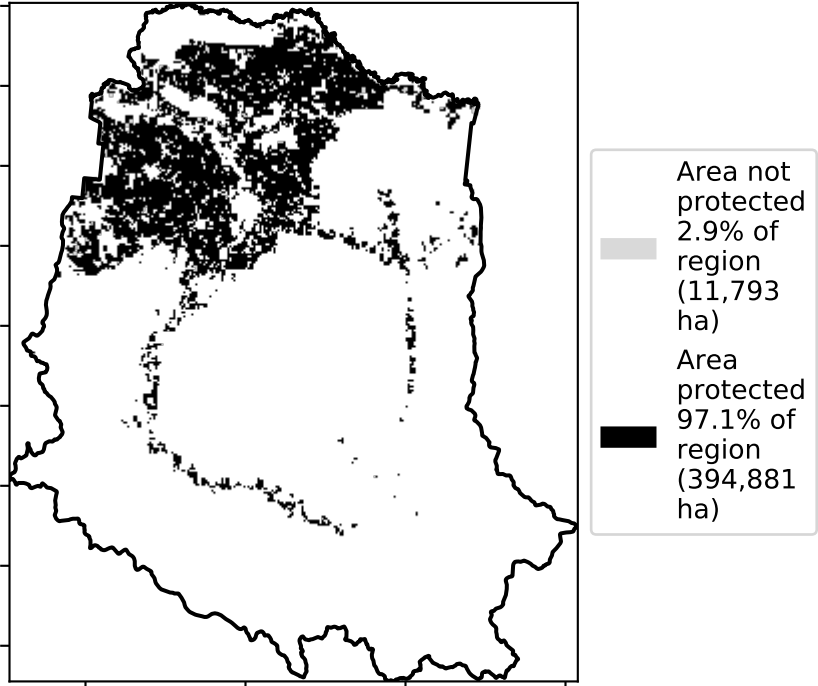 Area not
protected
2.9% of
region
(11,793
ha)
Area
protected
97.1% of
region
(394,881
ha)